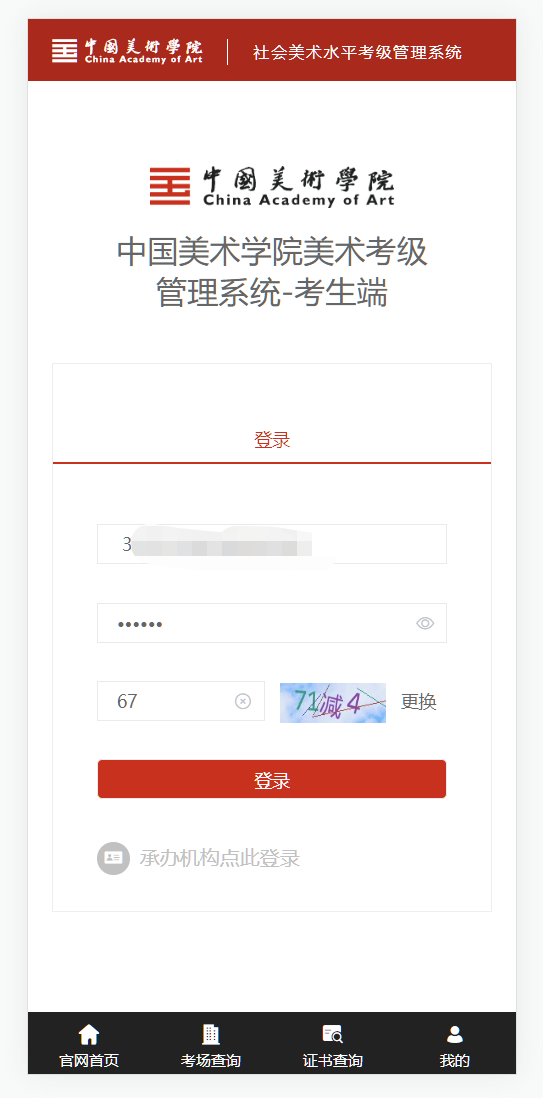 中國美術學院
China Academy of Art
社会美术水平考级管理系统
中國美術學院
China Academy of Art
中国美术学院美术考级
管理系统-考生端
登录
3
••••••
67
71减4
更换
登录
承办机构点此登录
官网首页
考场查询
证书查询
我的